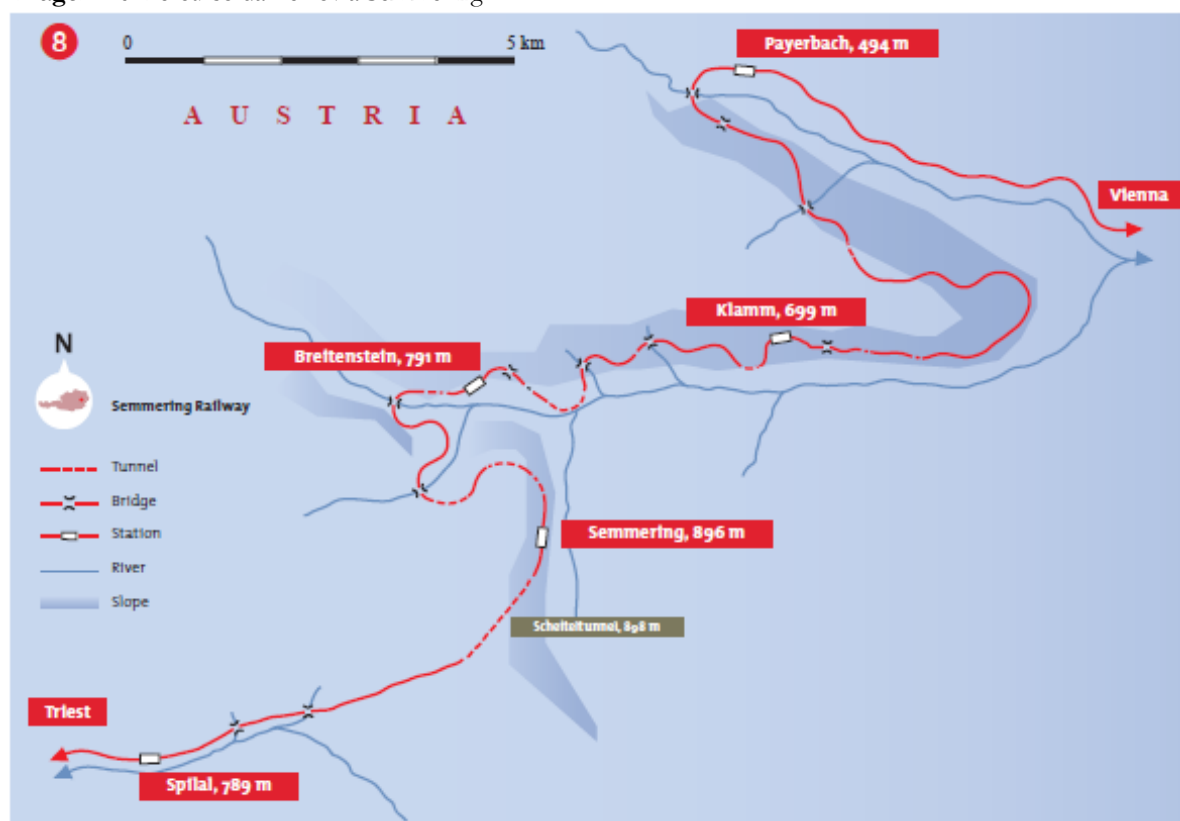 8
0 5 km
Payerbach, 494 m
A U S T R I A
Vienna
Klamm, 699 m
Breitenstein, 791 m
N
Semmering Railway
Tunnel
Bridge
Station
River
Slope
Semmering, 896 m
Scheiteltunnel, 898 m
Triest
Spital, 789 m